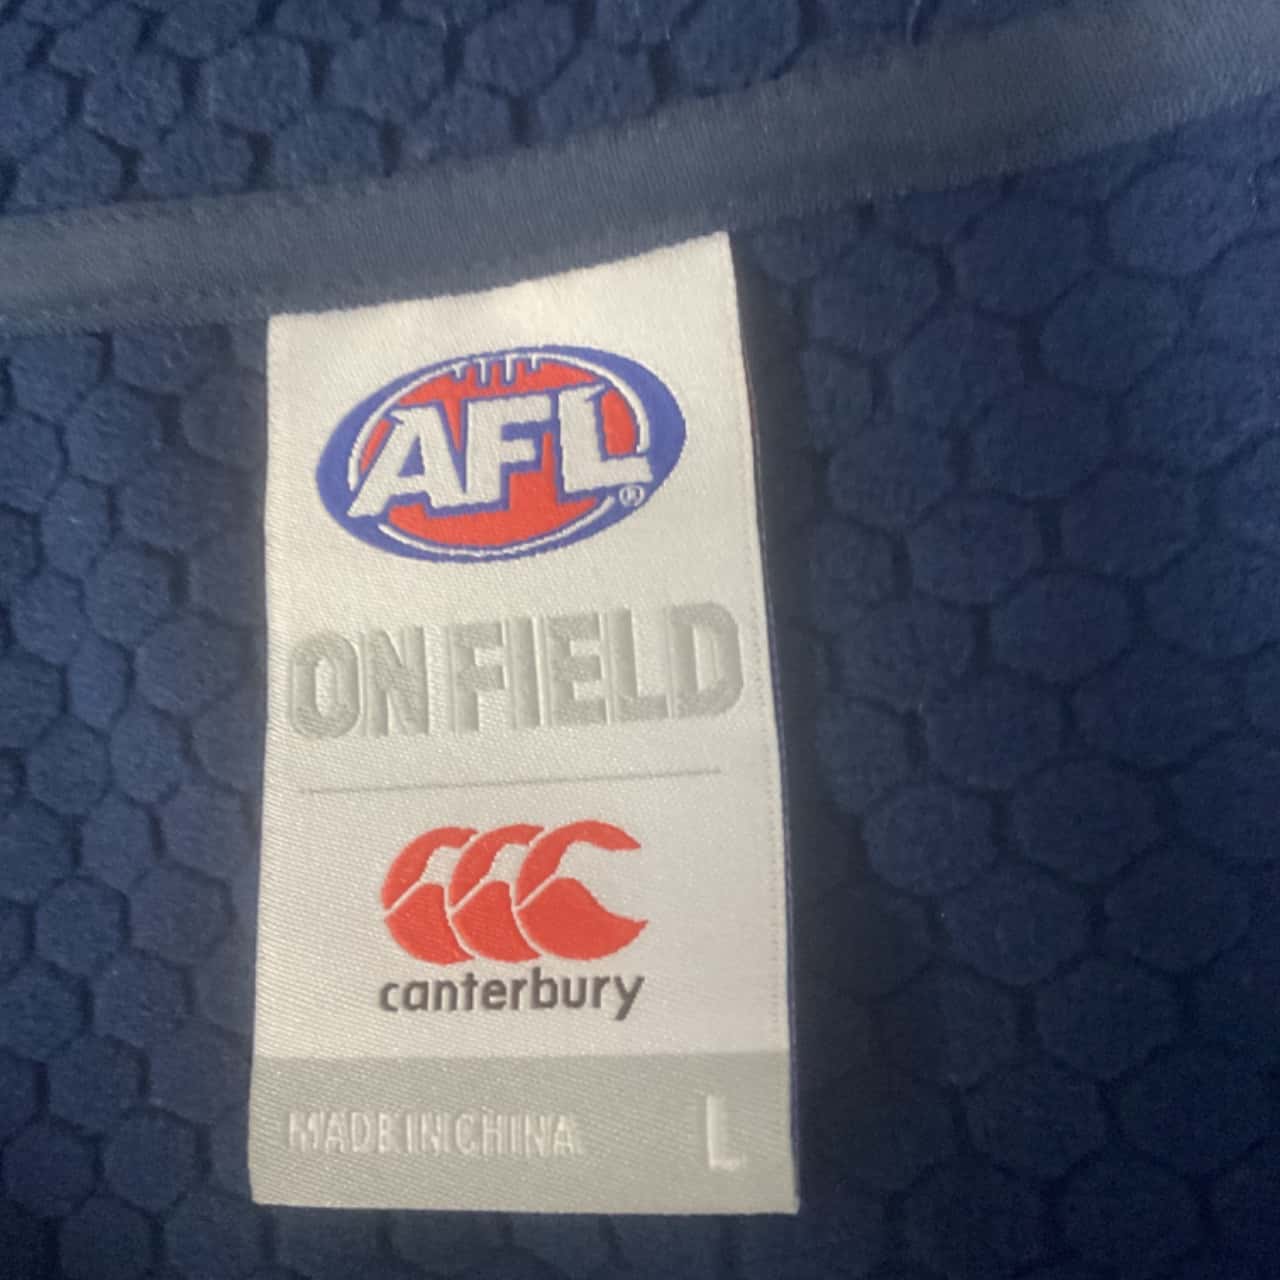 AFL®
ON FIELD
canterbury
MADE IN CHINA L